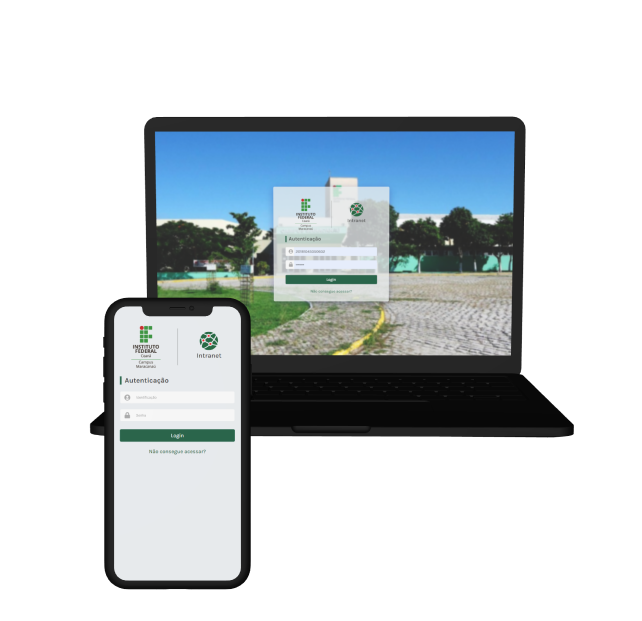 INSTITUTO
FEDERAL
Ceará
Campus
Maracanaú
Intranet
Autenticação
Login
Não consegue acessar?
INSTITUTO
FEDERAL
Ceará
Campus
Maracanaú
Intranet
Autenticação
Senha
Login
Não consegue acessar?